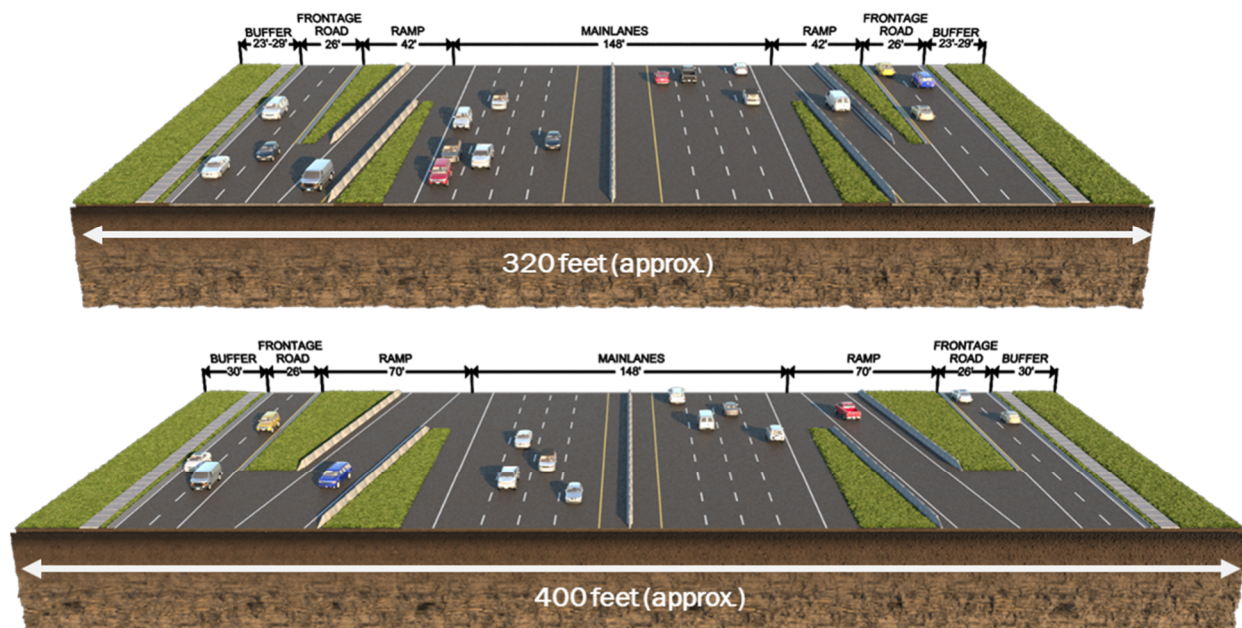 BUFFER
23'-29'
FRONTAGE
ROAD
26'
RAMP
42'
MAINLANES
148'
RAMP
42'
FRONTAGE
ROAD
26'
BUFFER
23'-29'
320 feet (approx.)
BUFFER
30'
FRONTAGE
ROAD
26'
RAMP
70'
MAINLANES
148'
RAMP
70'
FRONTAGE
ROAD
26'
BUFFER
30'
400 feet (approx.)